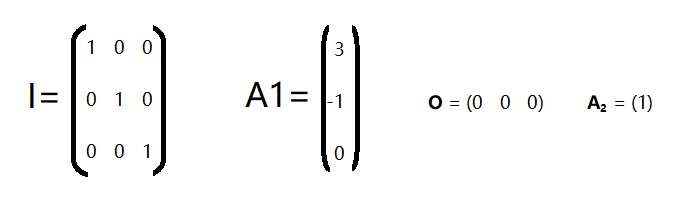 1 0 0
I= 0 1 0
0 0 1
3
A1= -1
0
O = (0 0 0)
A₂ = (1)